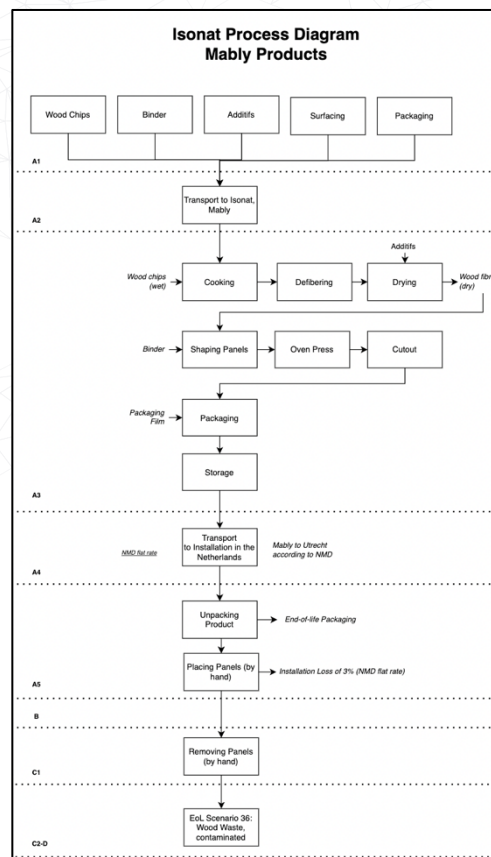 Isonat Process Diagram
Mably Products
Wood Chips
Binder
Additifs
Surfacing
Packaging
A1
Transport to Isonat,
Mably
A2
Additifs
Wood chips
(wet)
Cooking
Defibering
Drying
Wood fibr
(dry)
Binder
Shaping Panels
Oven Press
Cutout
Packaging
Film
Packaging
Storage
A3
NMD flat rate
Transport
to Installation in the
Netherlands
Mably to Utrecht
according to NMD
A4
Unpacking
Product
End-of-life Packaging
Placing Panels (by
hand)
Installation Loss of 3% (NMD flat rate)
A5
B
Removing Panels
(by hand)
C1
EoL Scenario 36:
Wood Waste,
contaminated
C2-D